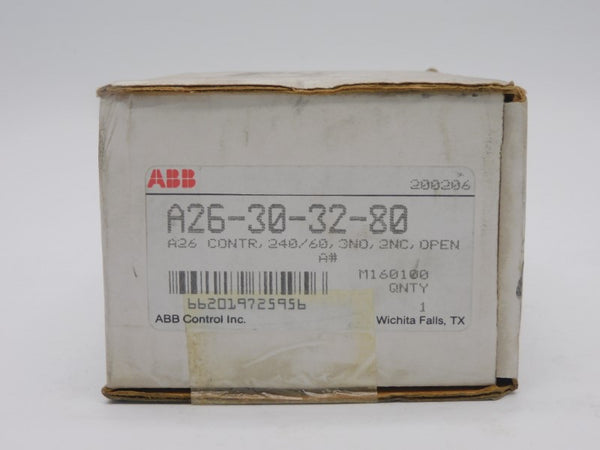 ABB 200206
A26-30-32-80
A26 CONTR, 240/60, 3NO, 2NC, OPEN
A#
M160100
QNTY
662019725956 1
ABB Control Inc. Wichita Falls, TX